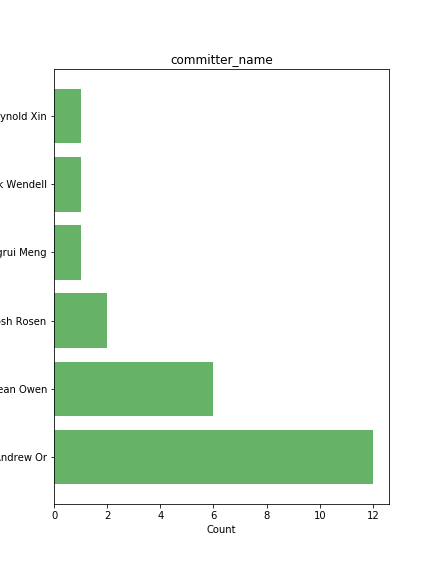 committer_name
ynold Xin
k Wendell
grui Meng
sh Rosen
ean Owen
Andrew Or
0 2 4 6 8 10 12
Count